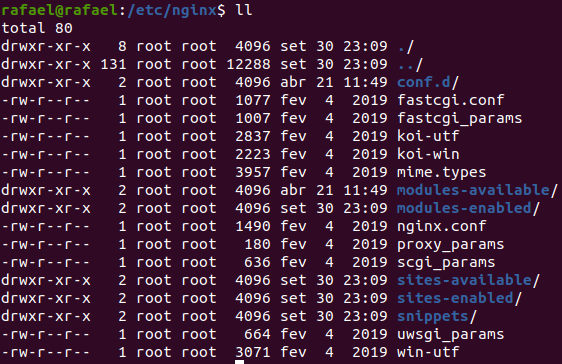 rafael@rafael:/etc/nginx$ ll
total 80
drwxr-xr-x   8 root root  4096 set 30 23:09 ./
drwxr-xr-x 131 root root 12288 set 30 23:09 ../
drwxr-xr-x   2 root root  4096 abr 21 11:49 conf.d/
-rw-r--r--   1 root root  1077 fev  4  2019 fastcgi.conf
-rw-r--r--   1 root root  1007 fev  4  2019 fastcgi_params
-rw-r--r--   1 root root  2837 fev  4  2019 koi-utf
-rw-r--r--   1 root root  2223 fev  4  2019 koi-win
-rw-r--r--   1 root root  3957 fev  4  2019 mime.types
drwxr-xr-x   2 root root  4096 abr 21 11:49 modules-available/
drwxr-xr-x   2 root root  4096 set 30 23:09 modules-enabled/
-rw-r--r--   1 root root  1490 fev  4  2019 nginx.conf
-rw-r--r--   1 root root   180 fev  4  2019 proxy_params
-rw-r--r--   1 root root   636 fev  4  2019 scgi_params
drwxr-xr-x   2 root root  4096 set 30 23:09 sites-available/
drwxr-xr-x   2 root root  4096 set 30 23:09 sites-enabled/
drwxr-xr-x   2 root root  4096 set 30 23:09 snippets/
-rw-r--r--   1 root root   664 fev  4  2019 uwsgi_params
-rw-r--r--   1 root root  3071 fev  4  2019 win-utf